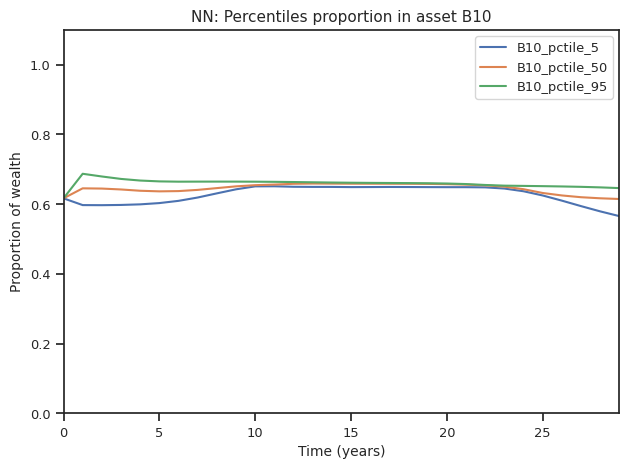 NN: Percentiles proportion in asset B10
B10_pctile_5
B10_pctile_50
B10_pctile_95
Proportion of wealth
1.0
0.8
0.6
0.4
0.2
0.0
0 5 10 15 20 25
Time (years)